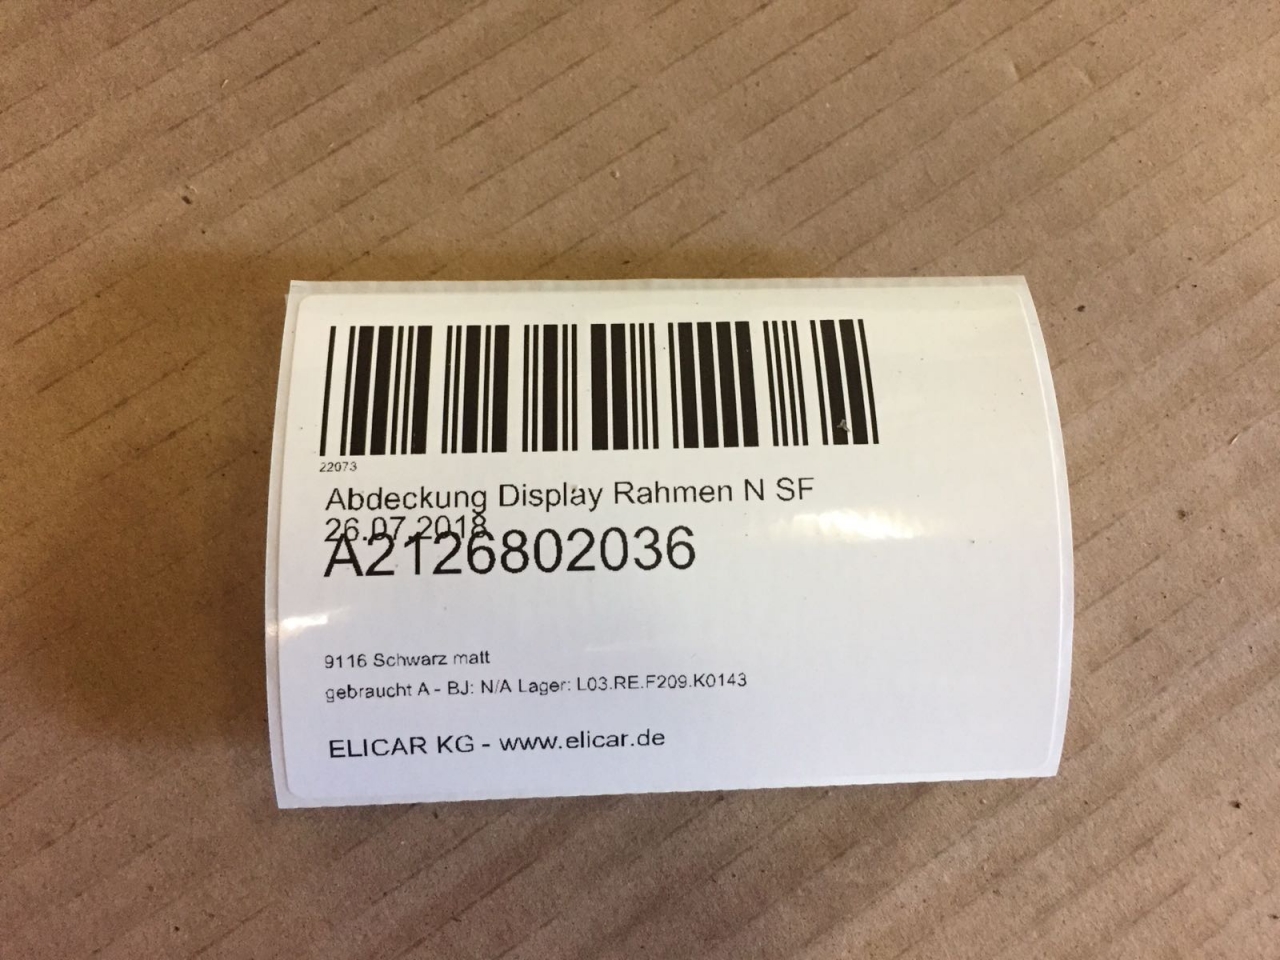 22073
Abdeckung Display Rahmen N SF
26.07.2018
A2126802036
9116 Schwarz matt
gebraucht A - BJ: N/A Lager: L03.RE.F209.K0143
ELICAR KG - www.elicar.de